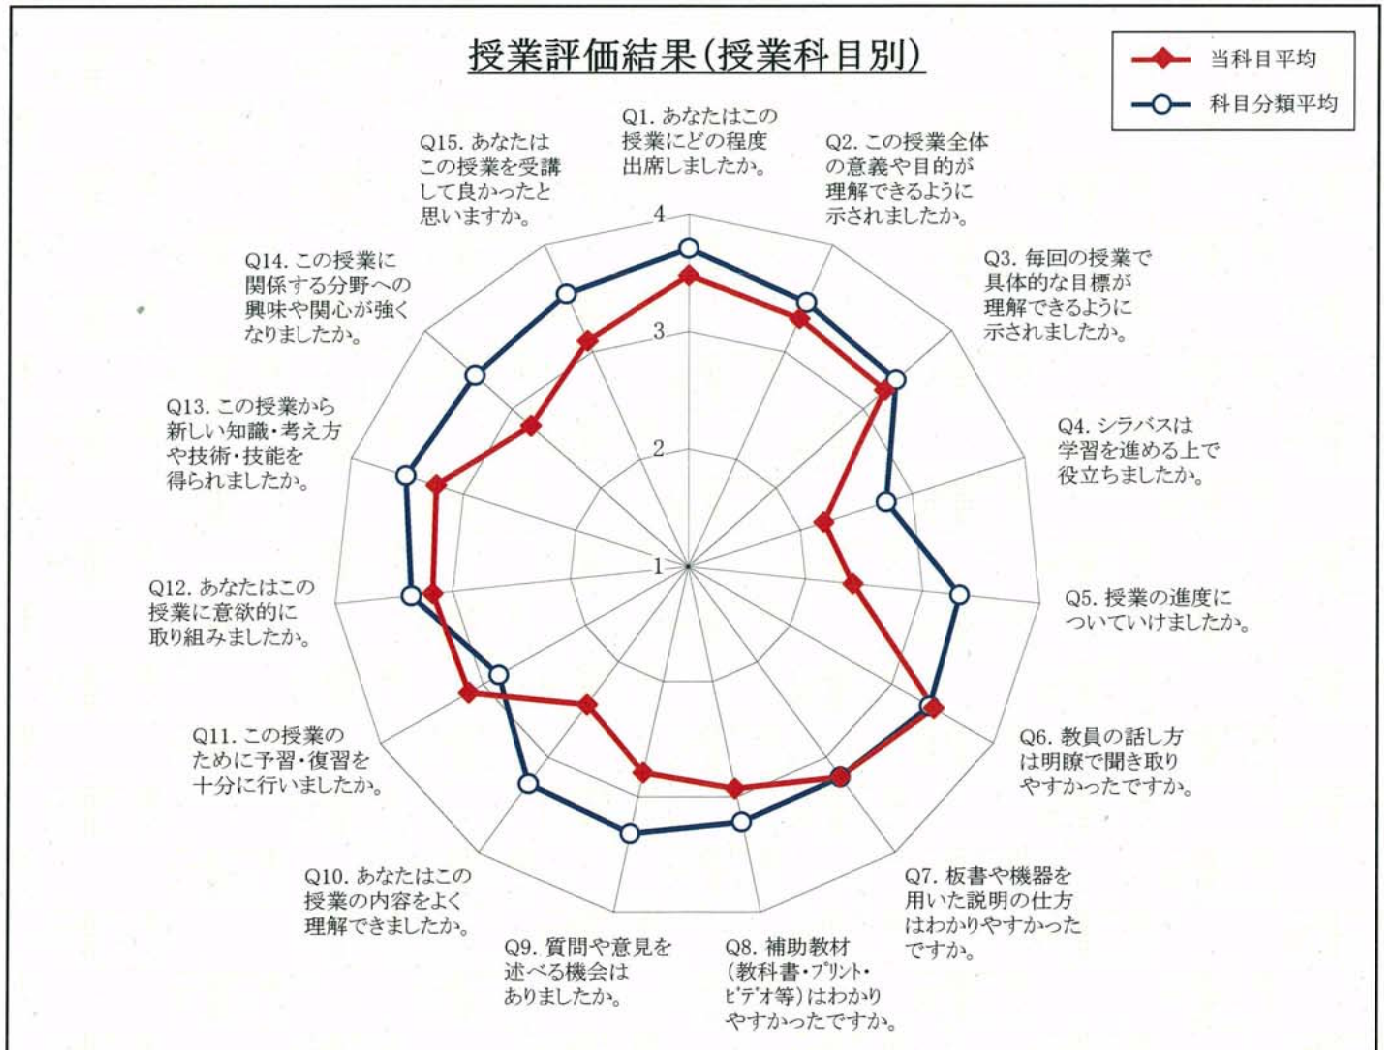 授業評価結果(授業科目別)
当科目平均
科目分類平均
Q1. あなたはこの
授業にどの程度
出席しましたか。
Q2. この授業全体
の意義や目的が
理解できるように
示されましたか。
Q3. 毎回の授業で
具体的な目標が
理解できるように
示されましたか。
Q4. シラバスは
学習を進める上で
役立ちましたか。
Q5. 授業の進度に
ついていけましたか。
Q6. 教員の話し方
は明瞭で聞き取り
やすかったですか。
Q7. 板書や機器を
用いた説明の仕方
はわかりやすかった
ですか。
Q8. 補助教材
(教科書・プリント・
ビデオ等)はわかり
やすかったですか。
Q9. 質問や意見を
述べる機会は
ありましたか。
Q10. あなたはこの
授業の内容をよく
理解できましたか。
Q11. この授業の
ために予習・復習を
十分に行いましたか。
Q12. あなたはこの
授業に意欲的に
取り組みましたか。
Q13. この授業から
新しい知識・考え方
や技術・技能を
得られましたか。
Q14. この授業に
関係する分野への
興味や関心が強く
なりましたか。
Q15. あなたは
この授業を受講
して良かったと
思いますか。
4
3
2
1